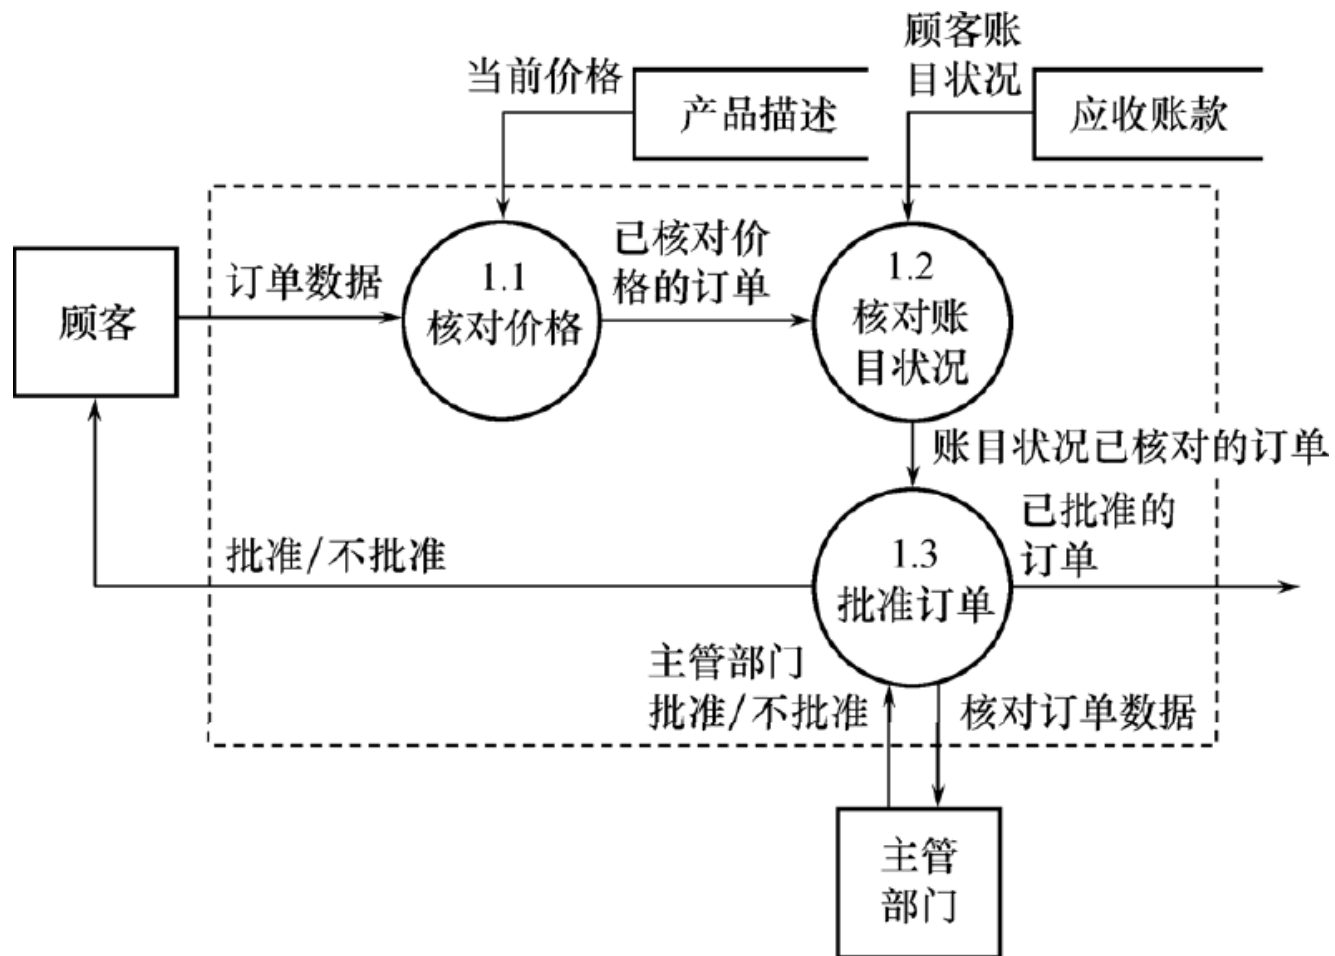 顾客账
目状况
当前价格
产品描述
应收账款
顾客
订单数据
1.1
核对价格
已核对价
格的订单
1.2
核对账
目状况
账目状况已核对的订单
批准/不批准
1.3
批准订单
已批准的
订单
主管部门
批准/不批准
核对订单数据
主管
部门